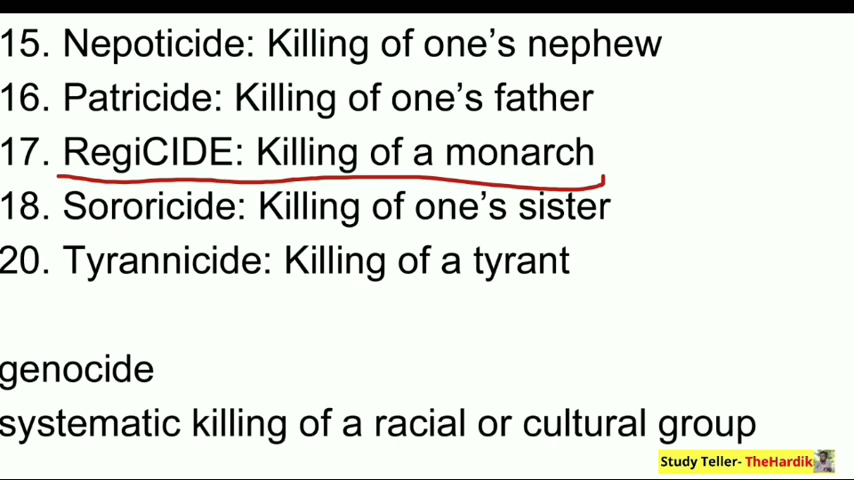 15. Nepoticide: Killing of one’s nephew
16. Patricide: Killing of one’s father
17. RegiCIDE: Killing of a monarch
18. Sororicide: Killing of one’s sister
20. Tyrannicide: Killing of a tyrant
genocide
systematic killing of a racial or cultural group
Study Teller- TheHardik